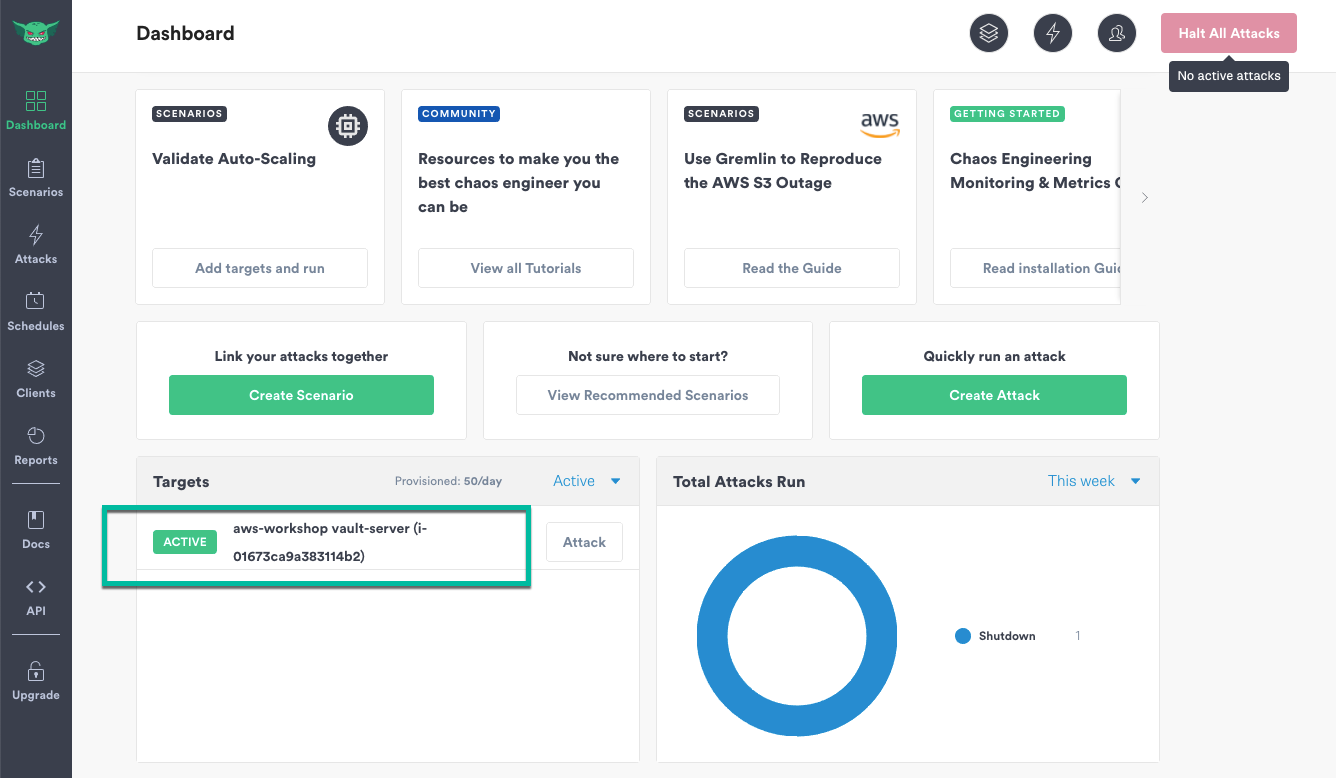 Dashboard
Halt All Attacks
No active attacks
Dashboard
Scenarios
Attacks
Schedules
Clients
Reports
Docs
API
Upgrade
SCENARIOS
Validate Auto-Scaling
Add targets and run
COMMUNITY
Resources to make you the
best chaos engineer you
can be
View all Tutorials
SCENARIOS
aws
Use Gremlin to Reproduce
the AWS S3 Outage
Read the Guide
GETTING STARTED
Chaos Engineering
Monitoring & Metrics
Read installation
Link your attacks together
Create Scenario
Not sure where to start?
View Recommended Scenarios
Quickly run an attack
Create Attack
Targets
Provisioned: 50/day
Active
ACTIVE
aws-workshop vault-server (i-
01673ca9a383114b2)
Attack
Total Attacks Run
This week
Shutdown 1